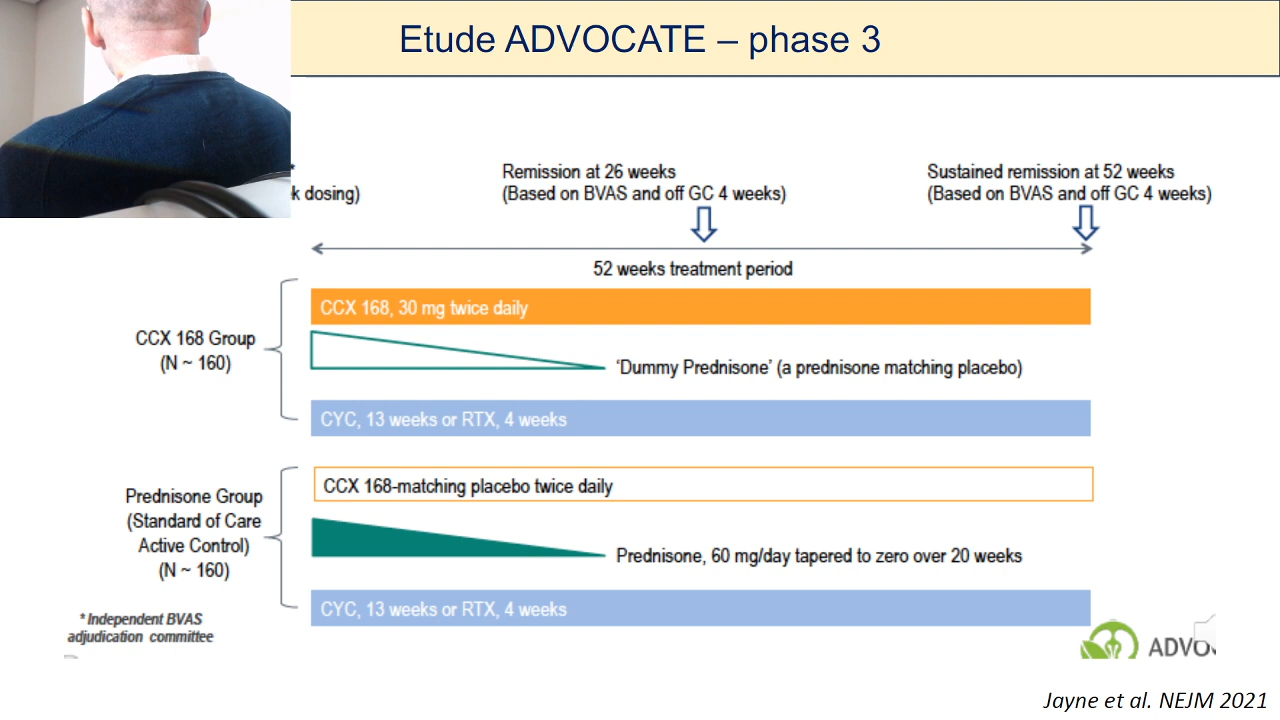 Etude ADVOCATE – phase 3
Remission at 26 weeks
(Based on BVAS and off GC 4 weeks)
Sustained remission at 52 weeks
(Based on BVAS and off GC 4 weeks)
dosing)
52 weeks treatment period
CCX 168 Group
(N ~ 160)
CCX 168, 30 mg twice daily
'Dummy Prednisone' (a prednisone matching placebo)
CYC, 13 weeks or RTX, 4 weeks
Prednisone Group
(Standard of Care
Active Control)
(N ~ 160)
CCX 168-matching placebo twice daily
Prednisone, 60 mg/day tapered to zero over 20 weeks
CYC, 13 weeks or RTX, 4 weeks
* Independent BVAS
adjudication committee
ADVO
Jayne et al. NEJM 2021